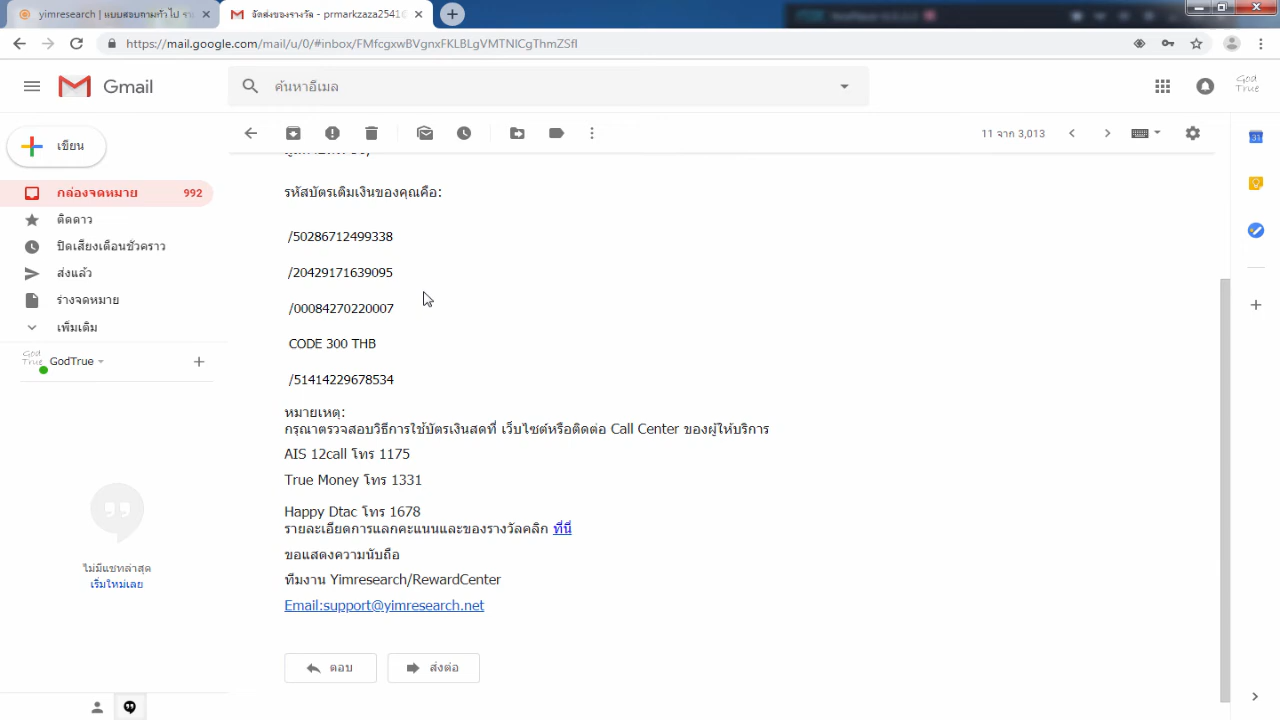 yimresearch | แบบสอบถามทั่วไป
จัดส่งของรางวัล - prmarkzaza2541
https://mail.google.com/mail/u/0/#inbox/FMfcgxwBVgnxFKLBLgVMTNlCgThmZSfl
Gmail
ค้นหาอีเมล
God True
เขียน
11 จาก 3,013
กล่องจดหมาย 992
ติดดาว
ปิดเสียงเตือนชั่วคราว
ส่งแล้ว
ร่างจดหมาย
เพิ่มเติม
GodTrue
ไม่มีแชทล่าสุด
เริ่มใหม่เลย
รหัสบัตรเติมเงินของคุณคือ:
/50286712499338
/20429171639095
/00084270220007
CODE 300 THB
/51414229678534
หมายเหตุ:
กรุณาตรวจสอบวิธีการใช้บัตรเงินสดที่ เว็บไซต์หรือติดต่อ Call Center ของผู้ให้บริการ
AIS 12call โทร 1175
True Money โทร 1331
Happy Dtac โทร 1678
รายละเอียดการแลกคะแนนและของรางวัลคลิก ที่นี่
ขอแสดงความนับถือ
ทีมงาน Yimresearch/RewardCenter
Email:support@yimresearch.net
ตอบ
ส่งต่อ
31